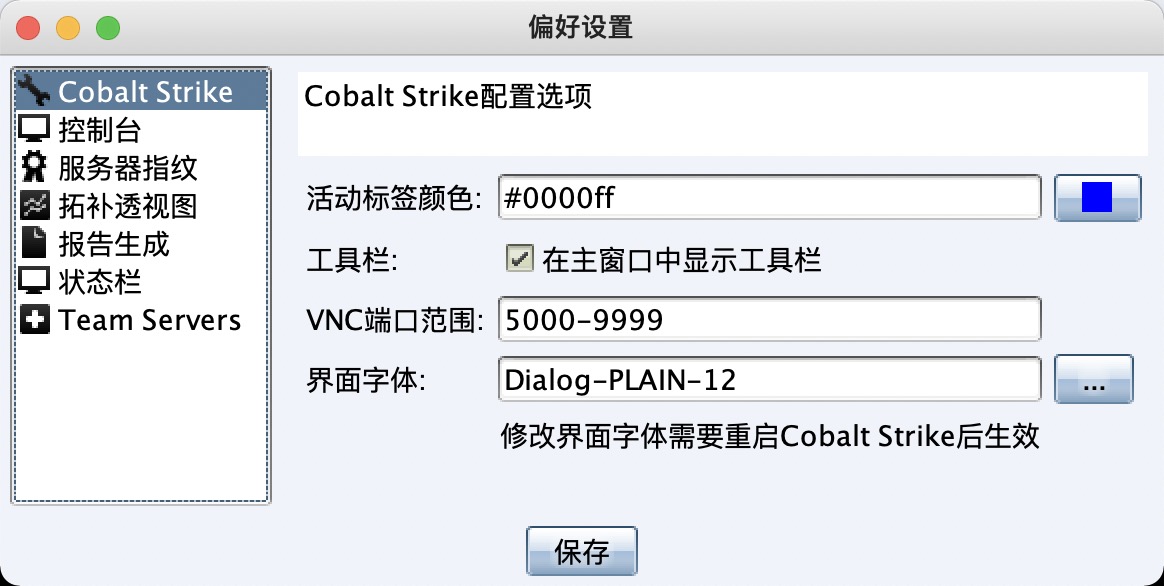 偏好设置
Cobalt Strike
控制台
服务器指纹
拓补透视图
报告生成
状态栏
Team Servers
Cobalt Strike配置选项
活动标签颜色: #0000ff
工具栏: 在主窗口中显示工具栏
VNC端口范围: 5000-9999
界面字体: Dialog-PLAIN-12 ...
修改界面字体需要重启Cobalt Strike后生效
保存